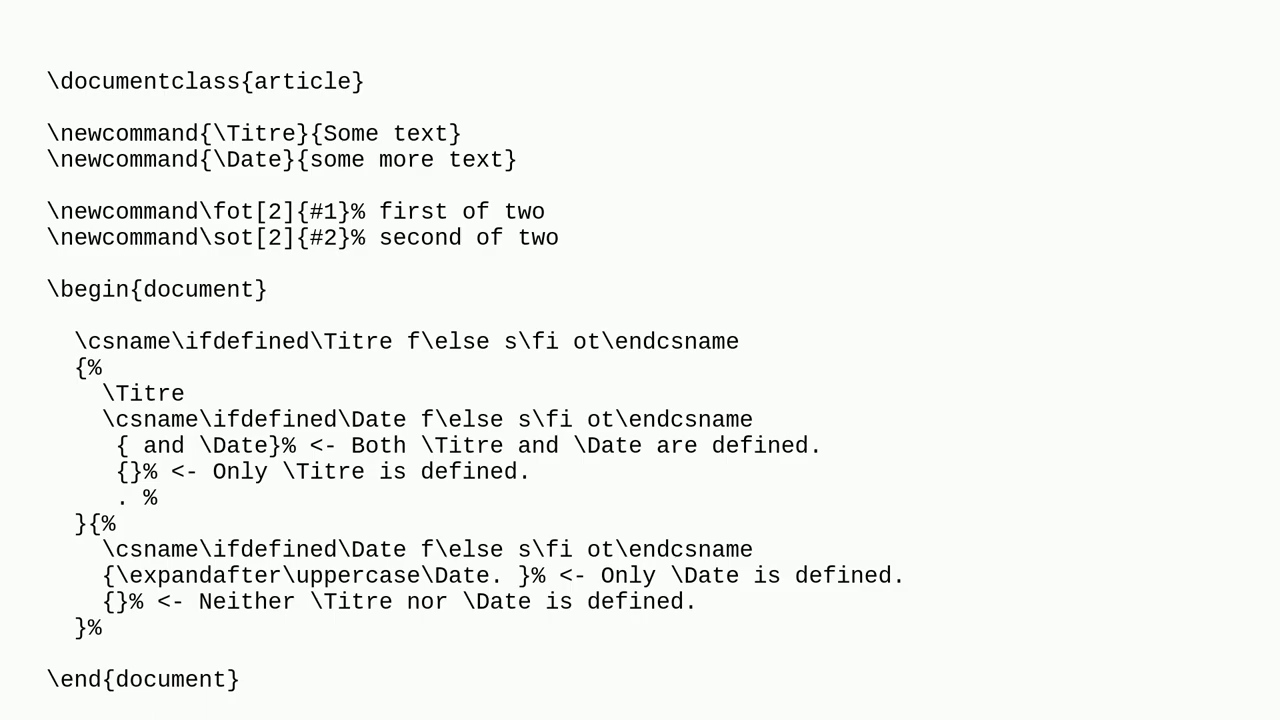 \documentclass{article}
\newcommand{\Titre}{Some text}
\newcommand{\Date}{some more text}
\newcommand\fot[2]{#1}% first of two
\newcommand\sot[2]{#2}% second of two
\begin{document}
\csname\ifdefined\Titre f\else s\fi ot\endcsname
{%
\Titre
\csname\ifdefined\Date f\else s\fi ot\endcsname
{ and \Date}% <- Both \Titre and \Date are defined.
{}% <- Only \Titre is defined.
. %
}{%
\csname\ifdefined\Date f\else s\fi ot\endcsname
{\expandafter\uppercase\Date. }% <- Only \Date is defined.
{}% <- Neither \Titre nor \Date is defined.
}%
\end{document}